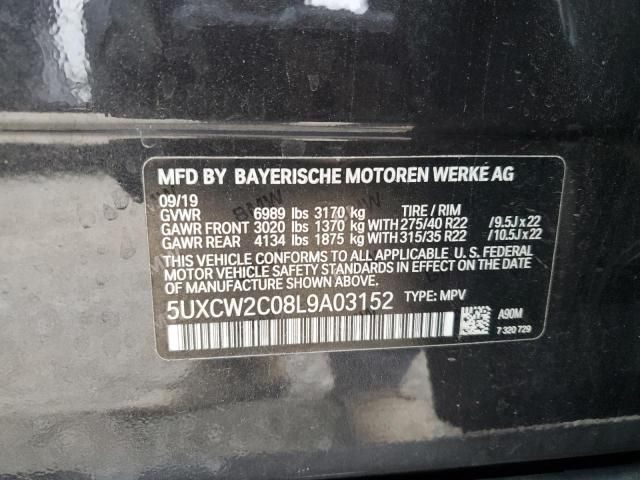 MFD BY BAYERISCHE MOTOREN WERKE AG
09/19
GVWR 6989 lbs 3170 kg TIRE / RIM
GAWR FRONT 3020 lbs 1370 kg WITH 275/40 R22 /9.5J x 22
GAWR REAR 4134 lbs 1875 kg WITH 315/35 R22 /10.5J x 22
THIS VEHICLE CONFORMS TO ALL APPLICABLE U.S. FEDERAL
MOTOR VEHICLE SAFETY STANDARDS IN EFFECT ON THE DATE
OF MANUFACTURE SHOWN ABOVE.
5UXCW2C08L9A03152 TYPE: MPV
A90M
7 320 729
BMW